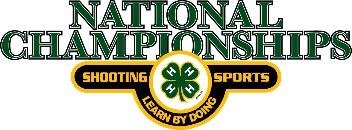 NATIONAL
CHAMPIONSHIPS
SHOOTING SPORTS
H H H H
LEARN BY DOING